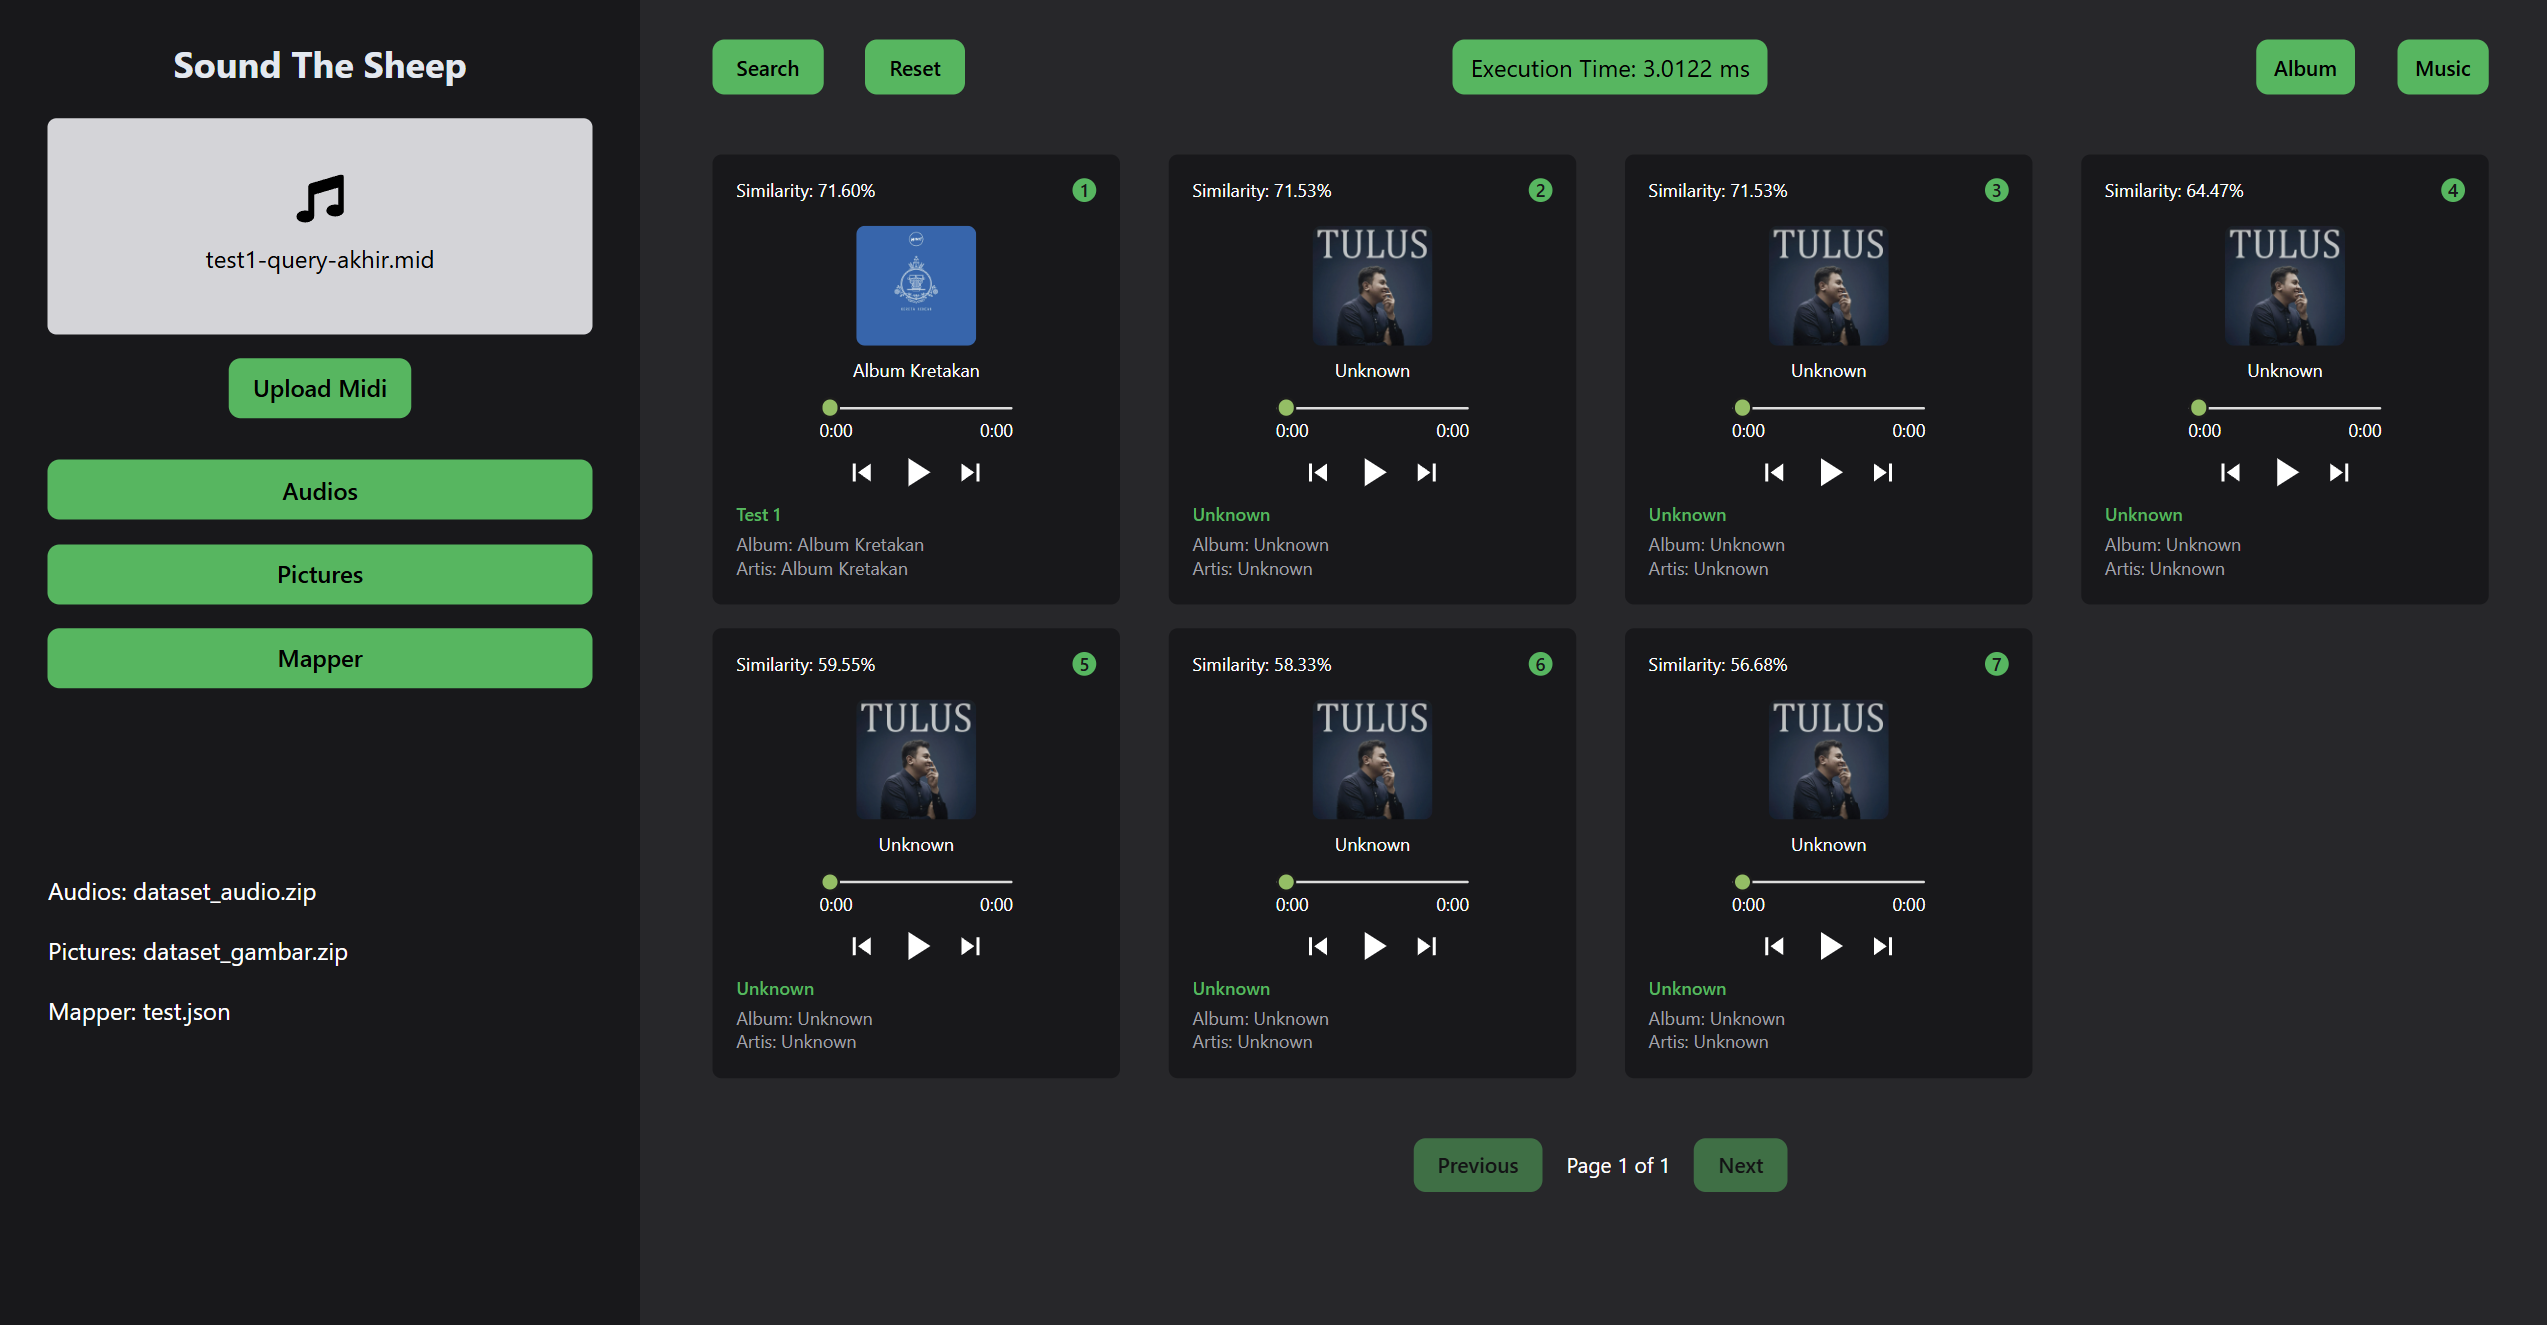 Sound The Sheep
test1-query-akhir.mid
Upload Midi
Audios
Pictures
Mapper
Audios: dataset_audio.zip
Pictures: dataset_gambar.zip
Mapper: test.json
Search
Reset
Execution Time: 3.0122 ms
Album
Music
Similarity: 71.60%
1
Album Kretakan
0:00
0:00
Test 1
Album: Album Kretakan
Artis: Album Kretakan
Similarity: 71.53%
2
TULUS
Unknown
0:00
0:00
Unknown
Album: Unknown
Artis: Unknown
Similarity: 71.53%
3
TULUS
Unknown
0:00
0:00
Unknown
Album: Unknown
Artis: Unknown
Similarity: 64.47%
4
TULUS
Unknown
0:00
0:00
Unknown
Album: Unknown
Artis: Unknown
Similarity: 59.55%
5
TULUS
Unknown
0:00
0:00
Unknown
Album: Unknown
Artis: Unknown
Similarity: 58.33%
6
TULUS
Unknown
0:00
0:00
Unknown
Album: Unknown
Artis: Unknown
Similarity: 56.68%
7
TULUS
Unknown
0:00
0:00
Unknown
Album: Unknown
Artis: Unknown
Previous
Page 1 of 1
Next